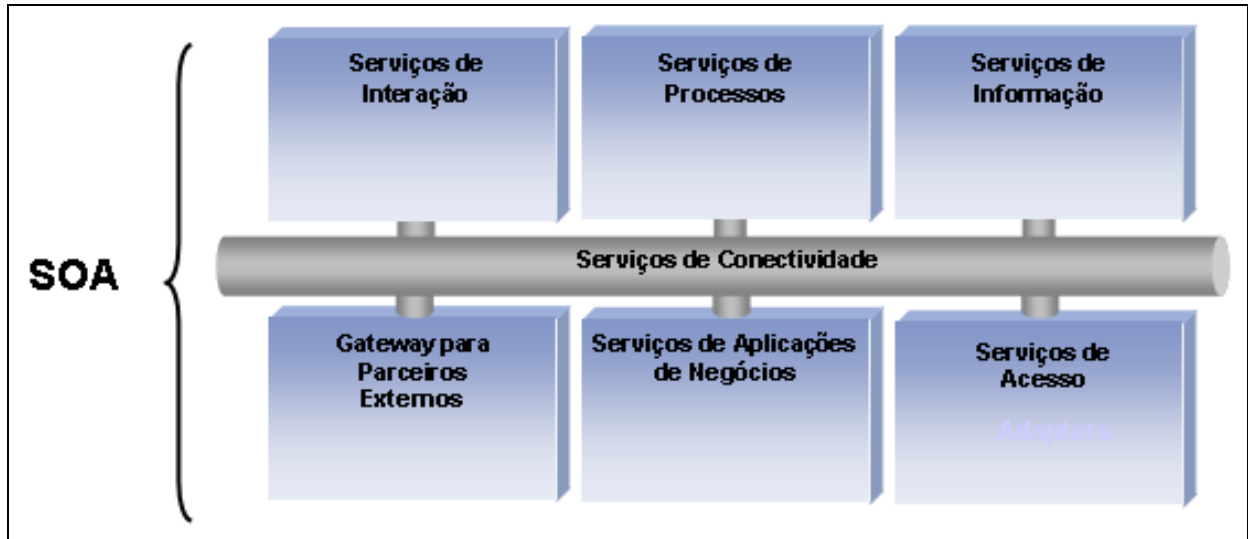 Serviços de
Interação
Serviços de
Processos
Serviços de
Informação
SOA
Serviços de Conectividade
Gateway para
Parceiros
Externos
Serviços de Aplicações
de Negócios
Serviços de
Acesso
Adapters